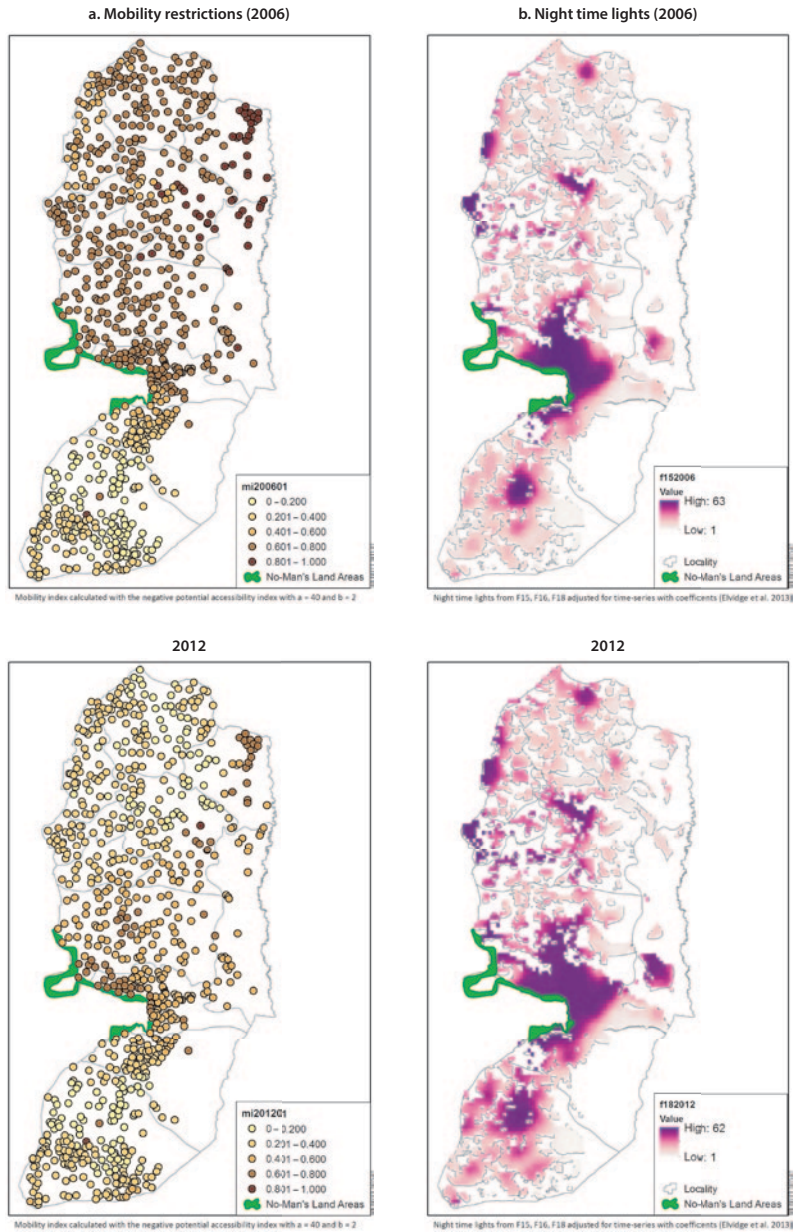 a. Mobility restrictions (2006)
mi200601
0 – 0.200
0.201 – 0.400
0.401 – 0.600
0.601 – 0.800
0.801 – 1.000
No-Man's Land Areas
Mobility index calculated with the negative potential accessibility index with a = 40 and b = 2
b. Night time lights (2006)
f152006
Value
High: 63
Low: 1
Locality
No-Man's Land Areas
Night time lights from F15, F16, F18 adjusted for time-series with coefficents (Elvidge et al. 2013)
2012
mi201201
0 – 0.200
0.201 – 0.400
0.401 – 0.600
0.601 – 0.800
0.801 – 1.000
No-Man's Land Areas
Mobility index calculated with the negative potential accessibility index with a = 40 and b = 2
2012
f182012
Value
High: 62
Low: 1
Locality
No-Man's Land Areas
Night time lights from F15, F16, F18 adjusted for time-series with coefficents (Elvidge et al. 2013)